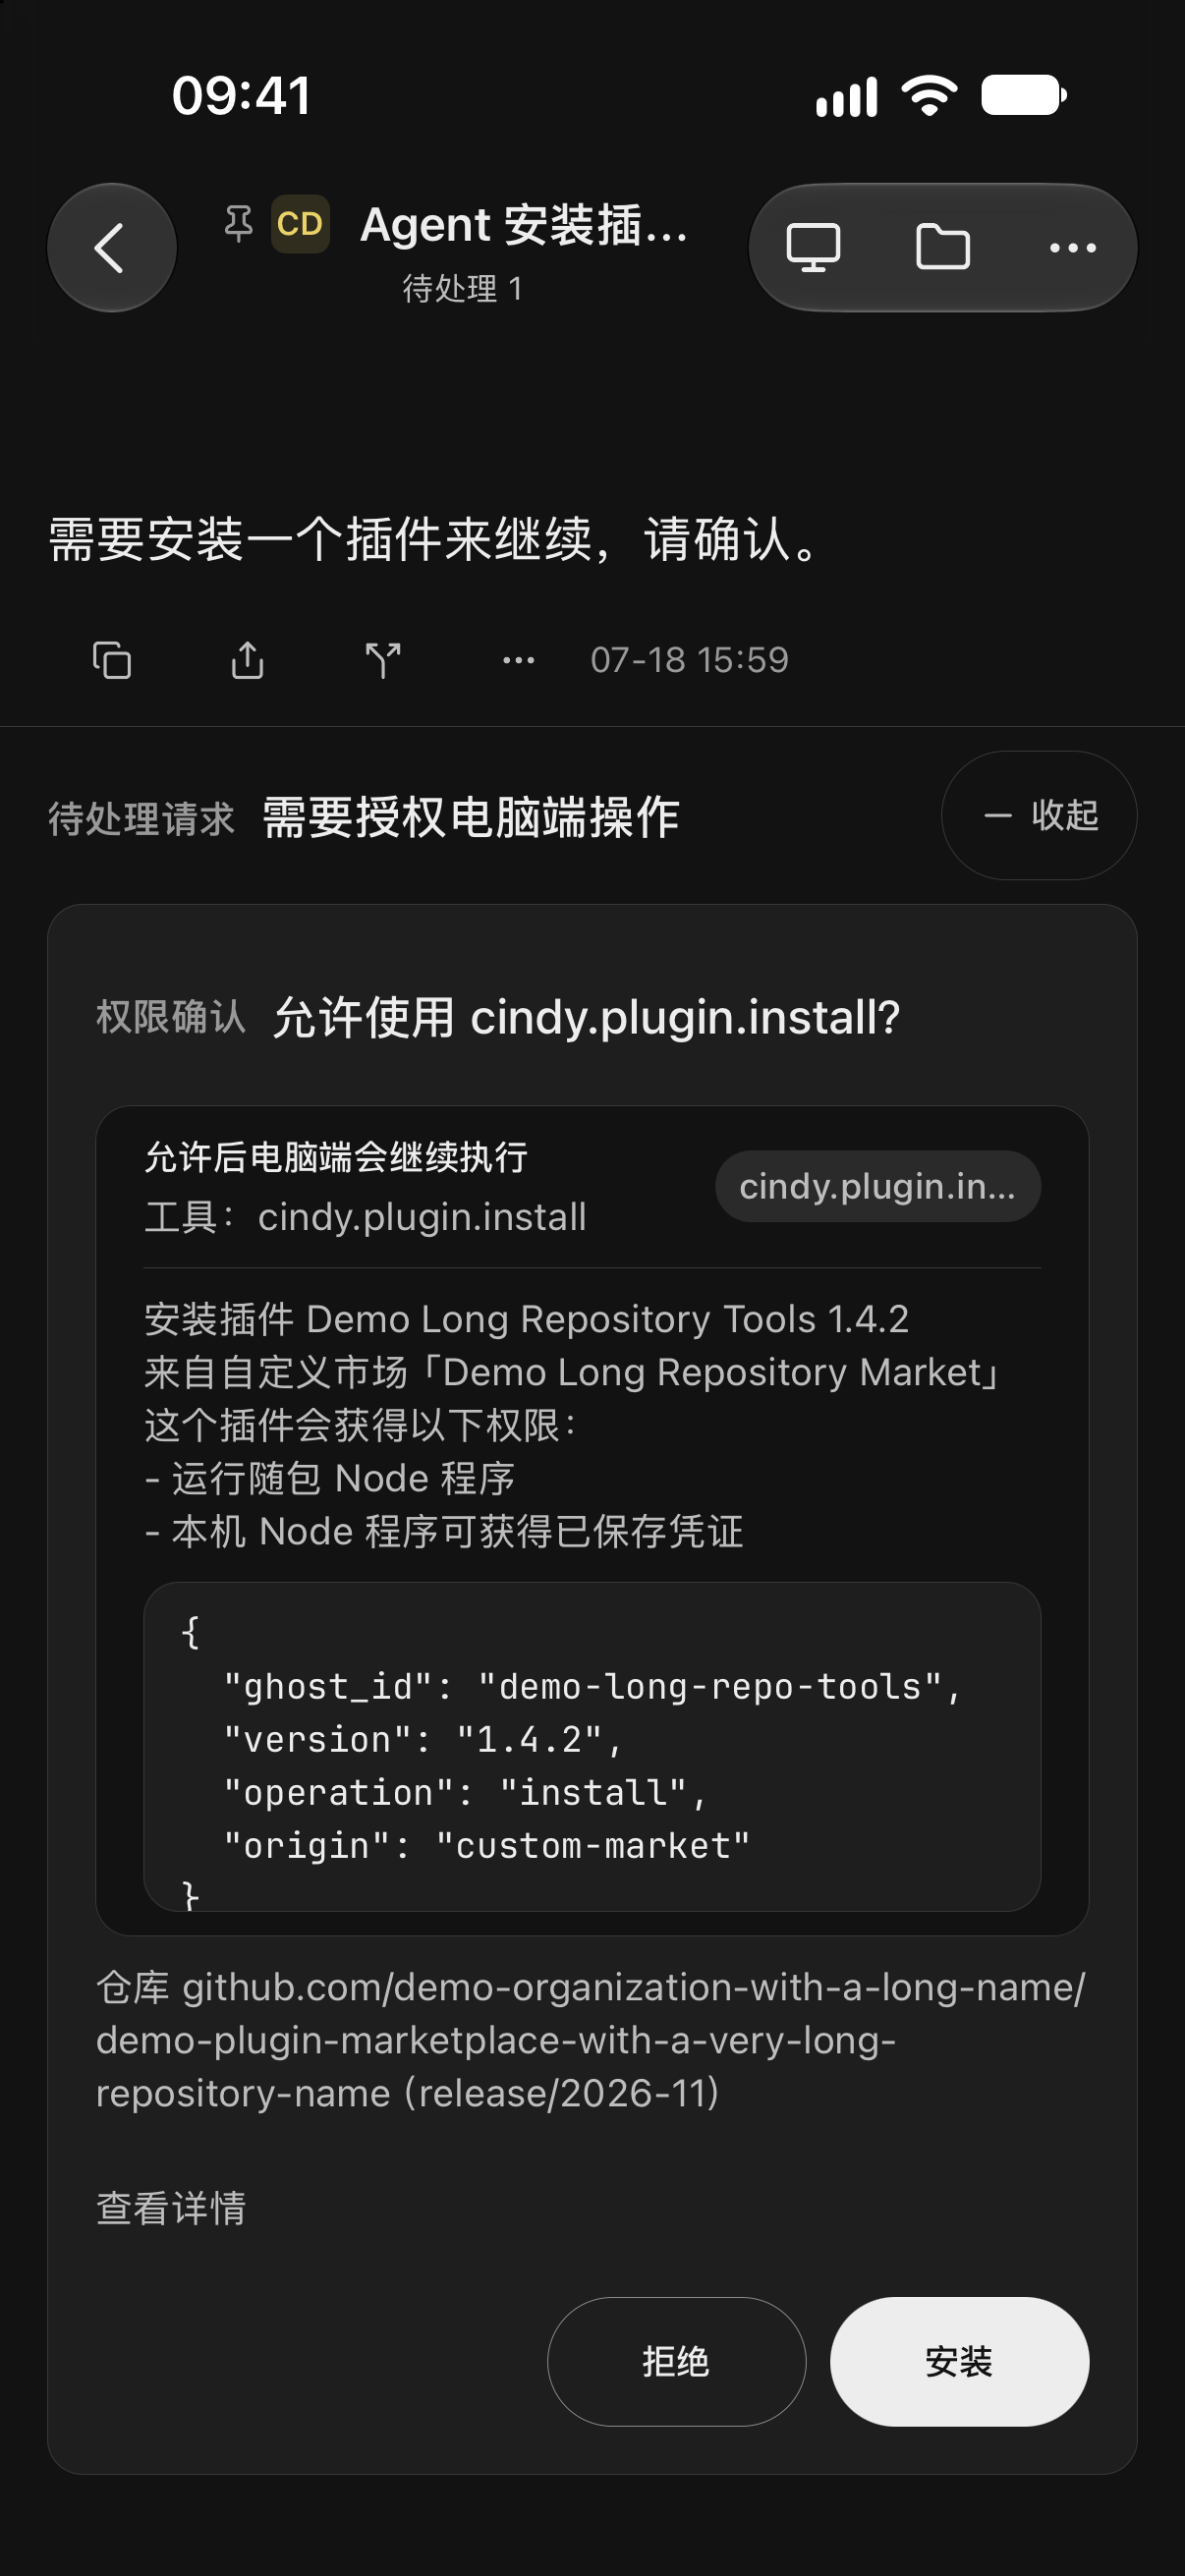 09:41
CD Agent 安装插...
待处理 1
需要安装一个插件来继续，请确认。
07-18 15:59
待处理请求 需要授权电脑端操作
收起
权限确认 允许使用 cindy.plugin.install?
允许后电脑端会继续执行
cindy.plugin.in...
工具：cindy.plugin.install
安装插件 Demo Long Repository Tools 1.4.2
来自自定义市场「Demo Long Repository Market」
这个插件会获得以下权限：
- 运行随包 Node 程序
- 本机 Node 程序可获得已保存凭证
{
  "ghost_id": "demo-long-repo-tools",
  "version": "1.4.2",
  "operation": "install",
  "origin": "custom-market"
}
仓库 github.com/demo-organization-with-a-long-name/
demo-plugin-marketplace-with-a-very-long-
repository-name (release/2026-11)
查看详情
拒绝
安装